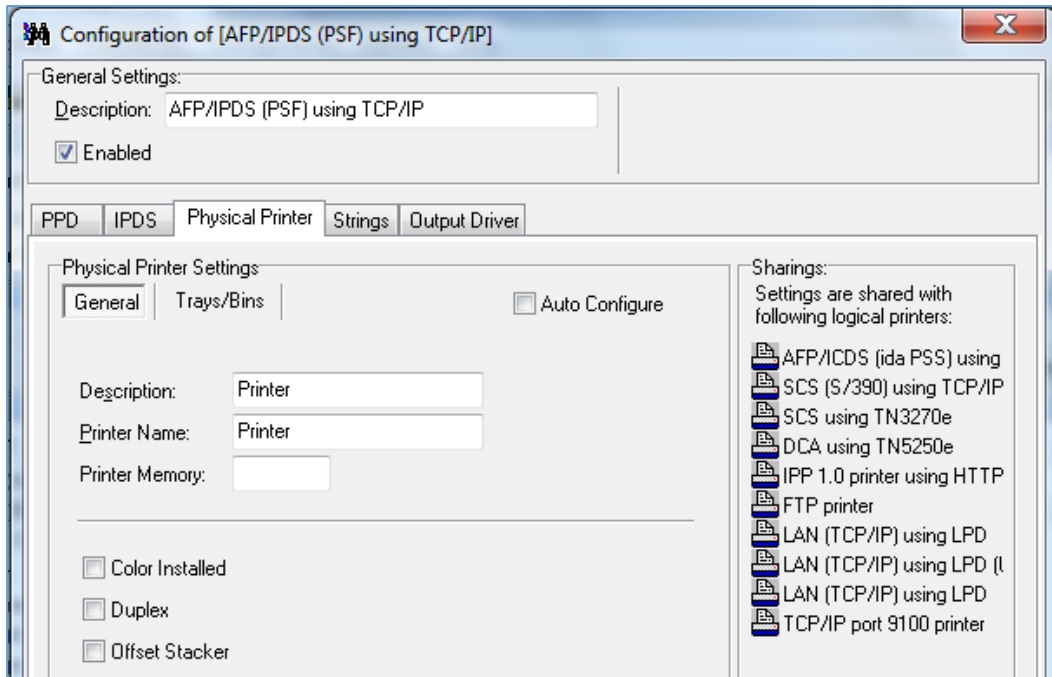 Configuration of [AFP/IPDS (PSF) using TCP/IP]
General Settings:
Description: AFP/IPDS (PSF) using TCP/IP
Enabled
PPD IPDS Physical Printer Strings Output Driver
Physical Printer Settings
General Trays/Bins Auto Configure
Description: Printer
Printer Name: Printer
Printer Memory:
Color Installed
Duplex
Offset Stacker
Sharings:
Settings are shared with
following logical printers:
AFP/ICDS (ida PSS) using
SCS (S/390) using TCP/IP
SCS using TN3270e
DCA using TN5250e
IPP 1.0 printer using HTTP
FTP printer
LAN (TCP/IP) using LPD
LAN (TCP/IP) using LPD (l
LAN (TCP/IP) using LPD
TCP/IP port 9100 printer